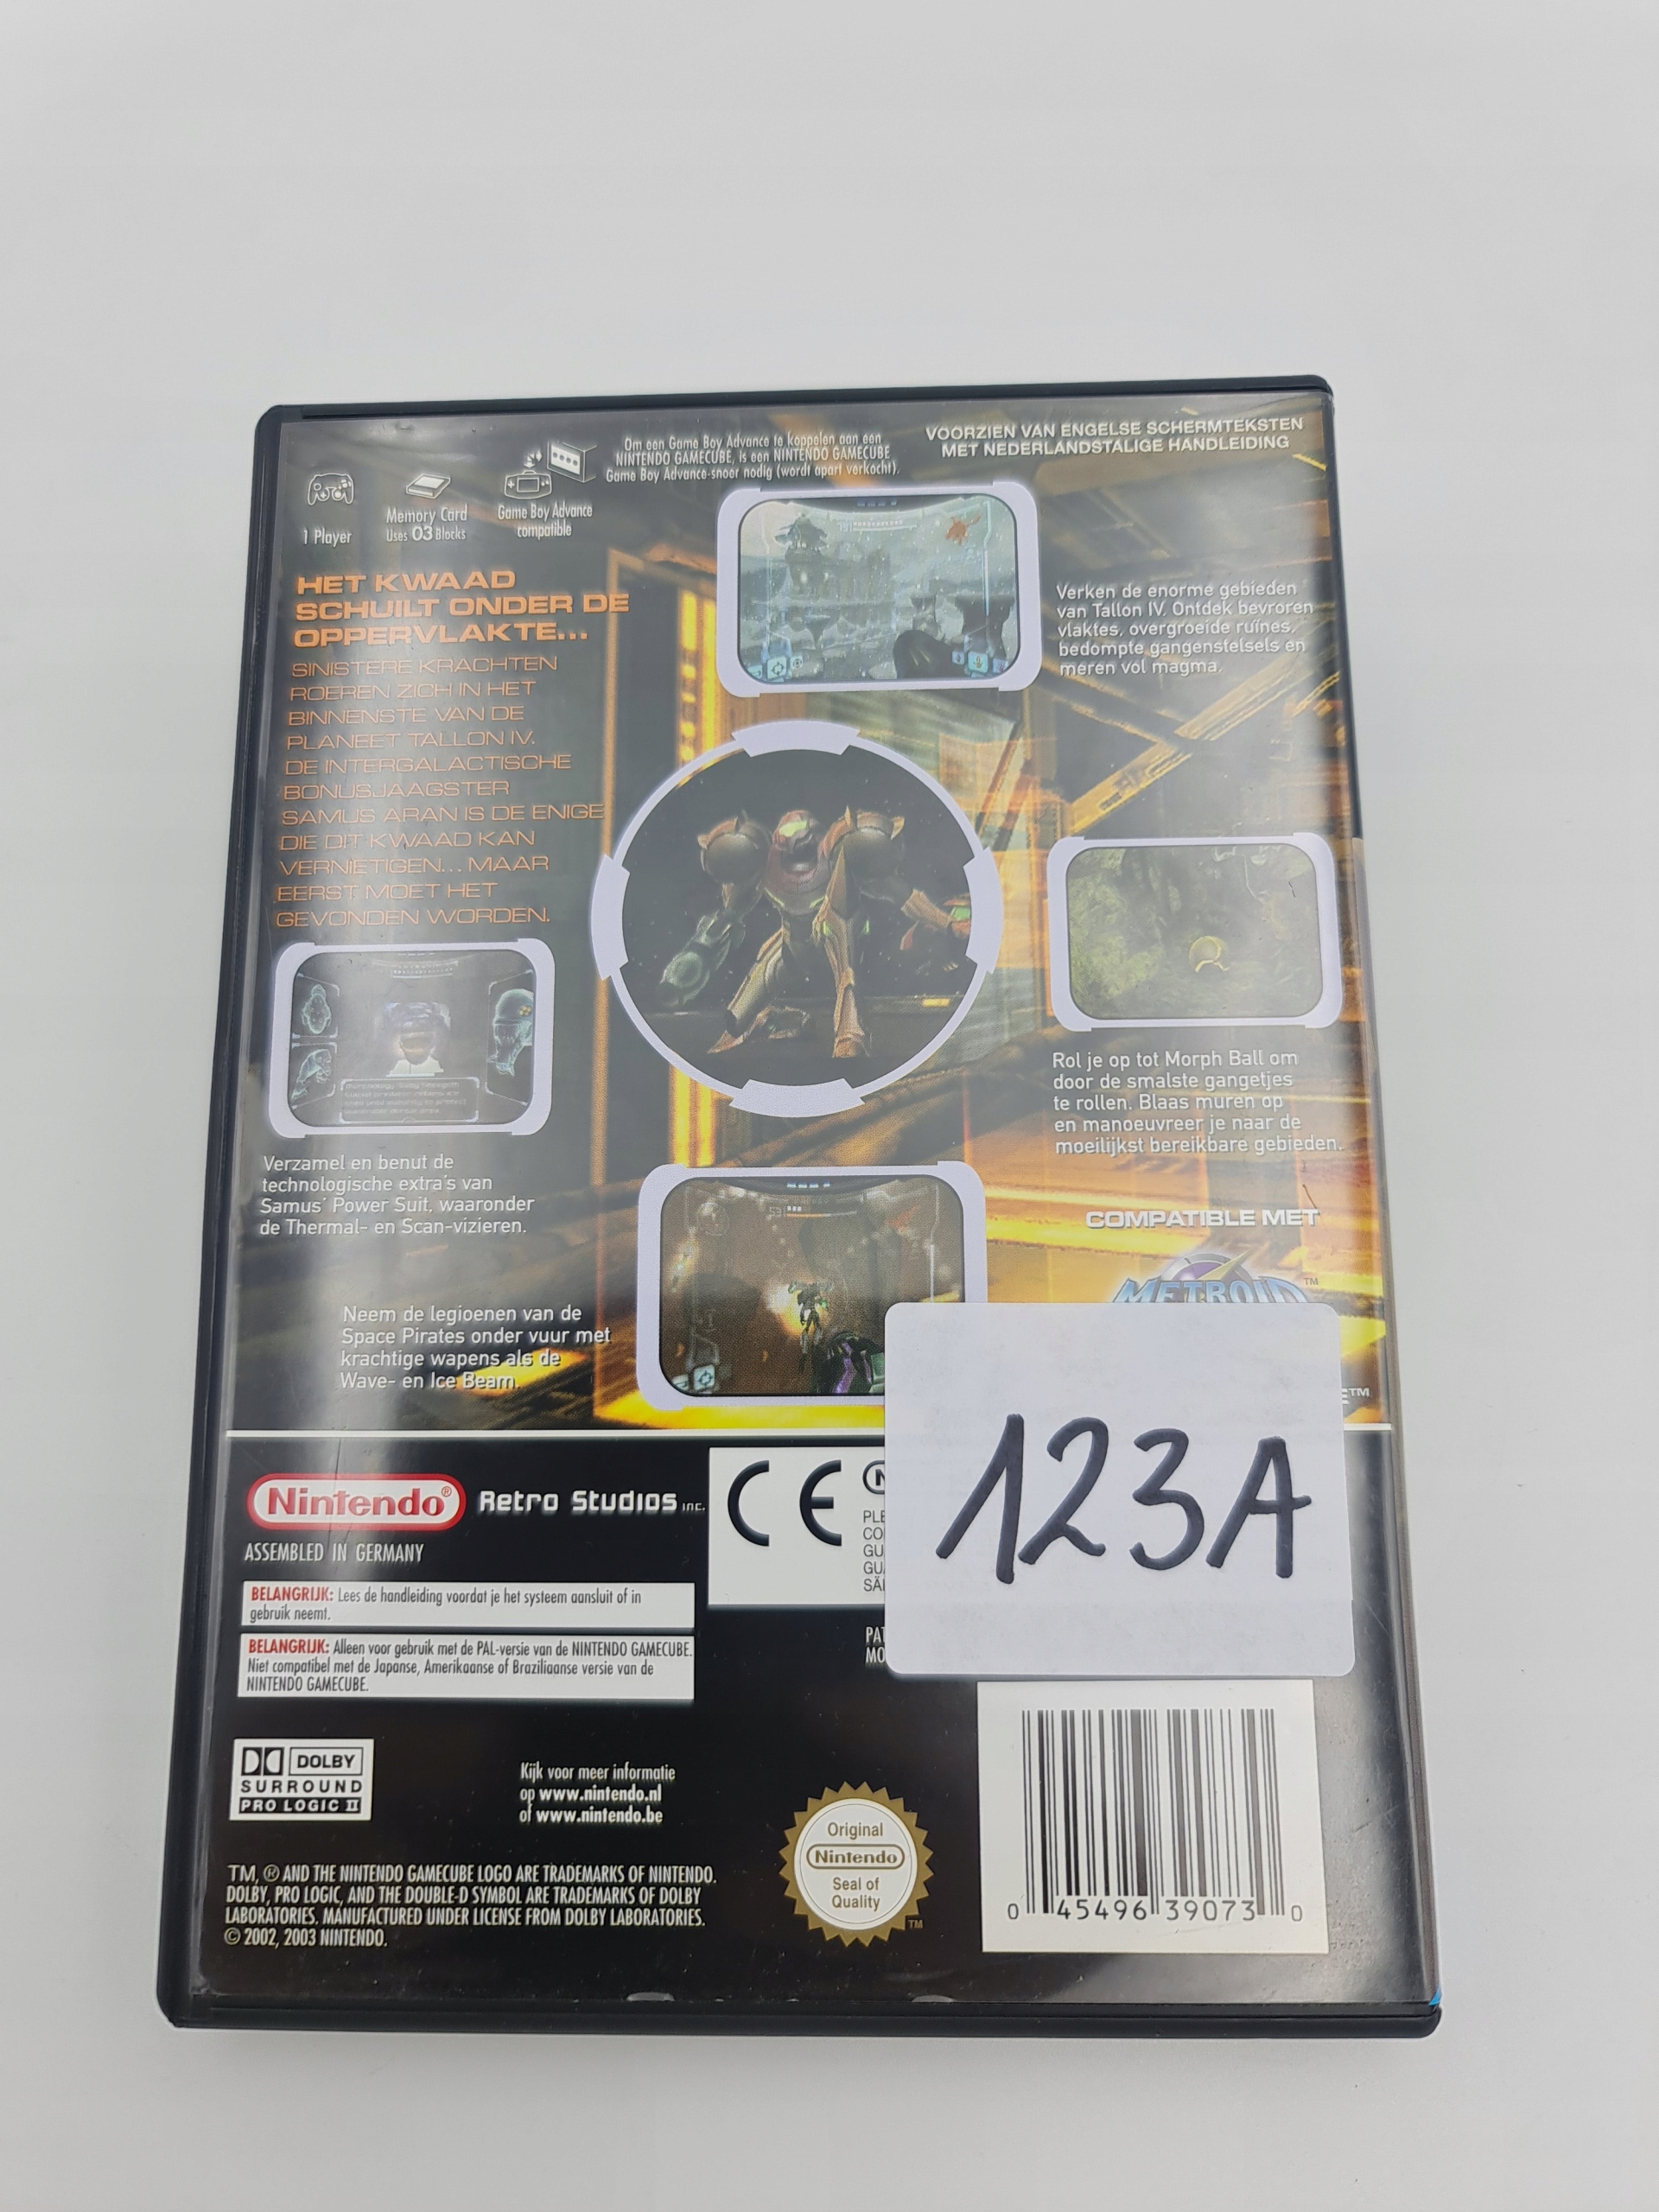 Om een Game Boy Advance te koppelen aan een
NINTENDO GAMECUBE, is een NINTENDO GAMECUBE
Game Boy Advance-snoer nodig (wordt apart verkocht).
VOORZIEN VAN ENGELSE SCHERMTEKSTEN
MET NEDERLANDSTALIGE HANDLEIDING
1 Player
Memory Card
Uses 03 Blocks
Game Boy Advance
compatible
HET KWAAD
SCHUILT ONDER DE
OPPERVLAKTE...
SINISTERE KRACHTEN
ROEREN ZICH IN HET
BINNENSTE VAN DE
PLANEET TALLON IV.
DE INTERGALACTISCHE
BONUSJAAGSTER
SAMUS ARAN IS DE ENIGE
DIE DIT KWAAD KAN
VERNIETIGEN... MAAR
EERST MOET HET
GEVONDEN WORDEN.
Verken de enorme gebieden
van Tallon IV. Ontdek bevroren
vlaktes, overgroeide ruïnes,
bedompte gangenstelsels en
meren vol magma.
Rol je op tot Morph Ball om
door de smalste gangetjes
te rollen. Blaas muren op
en manoeuvreer je naar de
moeilijkst bereikbare gebieden.
Verzamel en benut de
technologische extra's van
Samus' Power Suit, waaronder
de Thermal- en Scan-vizieren.
Neem de legioenen van de
Space Pirates onder vuur met
krachtige wapens als de
Wave- en Ice Beam.
COMPATIBLE MET
METROID™
E™
123A
Nintendo®
Retro Studios INC.
ASSEMBLED IN GERMANY
CE
PLE
CO
GU
GU
SÄ
PAT
MO
BELANGRIJK: Lees de handleiding voordat je het systeem aansluit of in
gebruik neemt.
BELANGRIJK: Alleen voor gebruik met de PAL-versie van de NINTENDO GAMECUBE.
Niet compatibel met de Japanse, Amerikaanse of Braziliaanse versie van de
NINTENDO GAMECUBE.
DOLBY
SURROUND
PRO LOGIC II
Kijk voor meer informatie
op www.nintendo.nl
of www.nintendo.be
Original
Nintendo
Seal of
Quality
TM
TM, ® AND THE NINTENDO GAMECUBE LOGO ARE TRADEMARKS OF NINTENDO.
DOLBY, PRO LOGIC, AND THE DOUBLE-D SYMBOL ARE TRADEMARKS OF DOLBY
LABORATORIES. MANUFACTURED UNDER LICENSE FROM DOLBY LABORATORIES.
© 2002, 2003 NINTENDO.
0 45496 39073 0